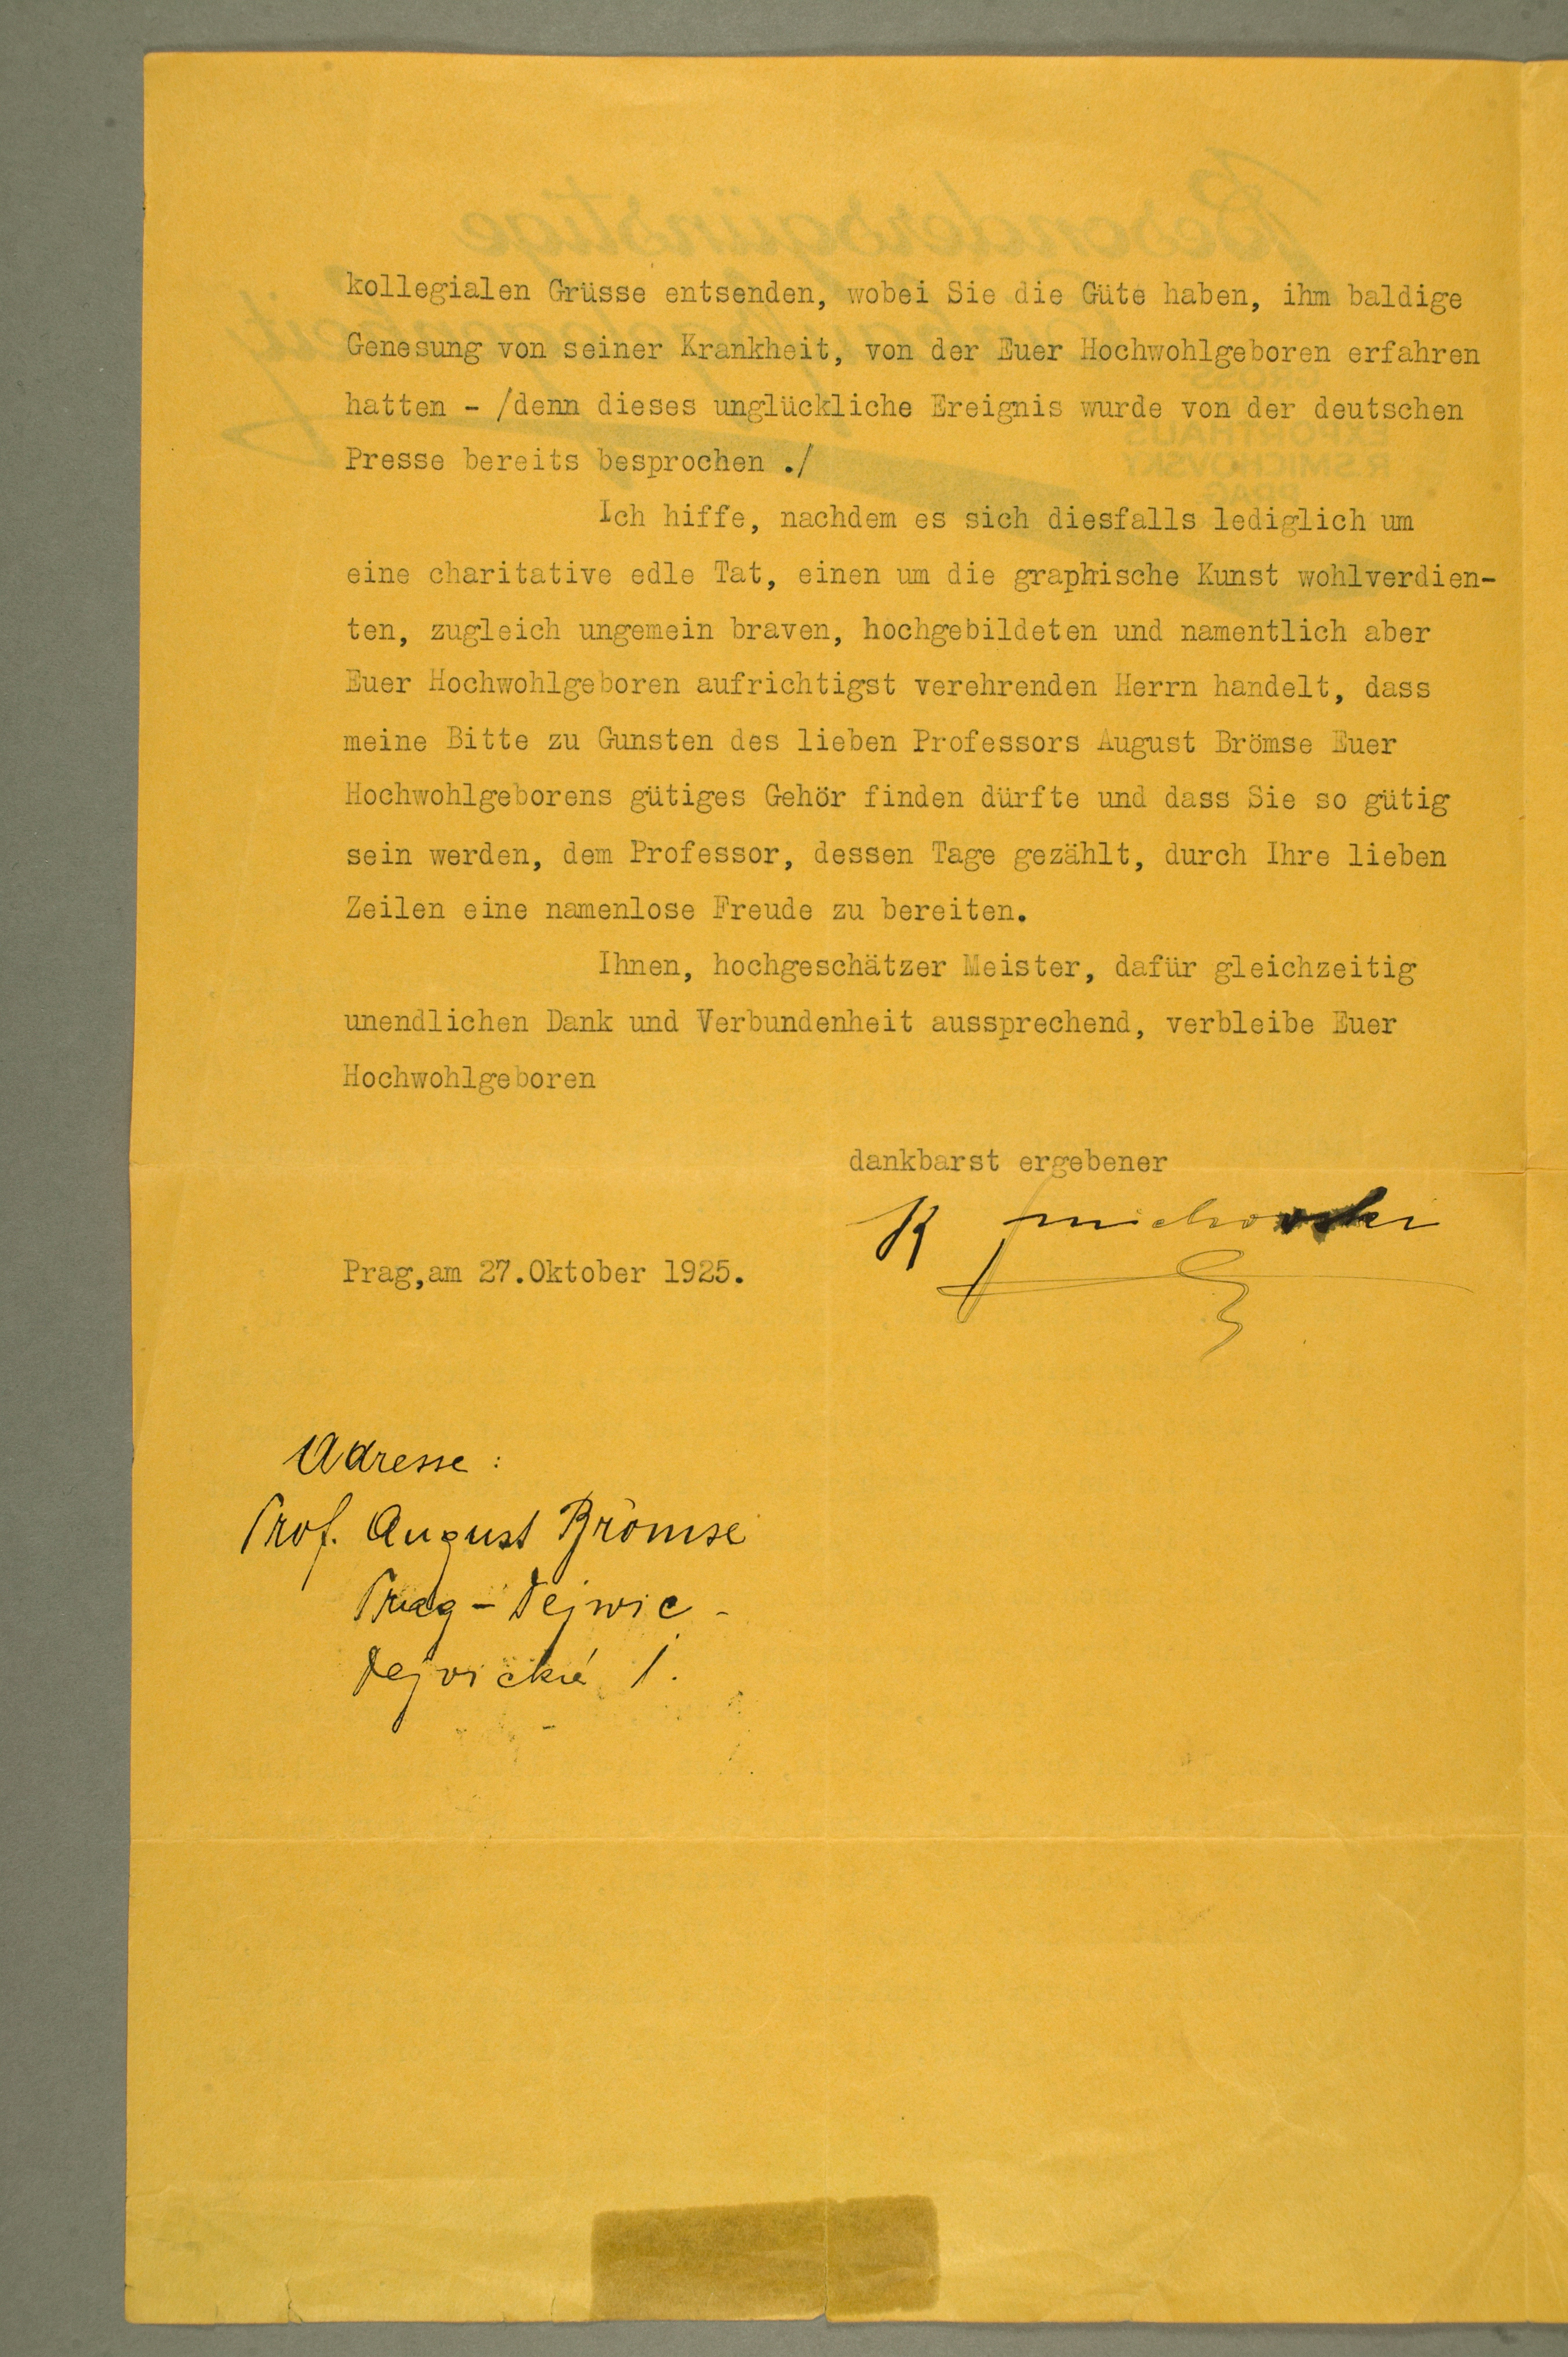 Besondersgünstige
kollegialen Grüsse entsenden, wobei Sie die Güte haben, ihm baldige
Genesung von seiner Krankheit, von der Euer Hochwohlgeboren erfahren
hatten - /denn dieses unglückliche Ereignis wurde von der deutschen
EXPORTHAUS
Presse bereits besprochen ./
R.SMICHOVSKY
PRAG
Ich hiffe, nachdem es sich diesfalls lediglich um
eine charitative edle Tat, einen um die graphische Kunst wohlverdien-
ten, zugleich ungemein braven, hochgebildeten und namentlich aber
Euer Hochwohlgeboren aufrichtigst verehrenden Herrn handelt, dass
meine Bitte zu Gunsten des lieben Professors August Brömse Euer
Hochwohlgeborens gütiges Gehör finden dürfte und dass Sie so gütig
sein werden, dem Professor, dessen Tage gezählt, durch Ihre lieben
Zeilen eine namenlose Freude zu bereiten.
Ihnen, hochgeschätzer Meister, dafür gleichzeitig
unendlichen Dank und Verbundenheit aussprechend, verbleibe Euer
Hochwohlgeboren
dankbarst ergebener
Prag,am 27.Oktober 1925.
Adresse:
Prof. August Brömse
Prag - Dejwic -
Dejvická 1.